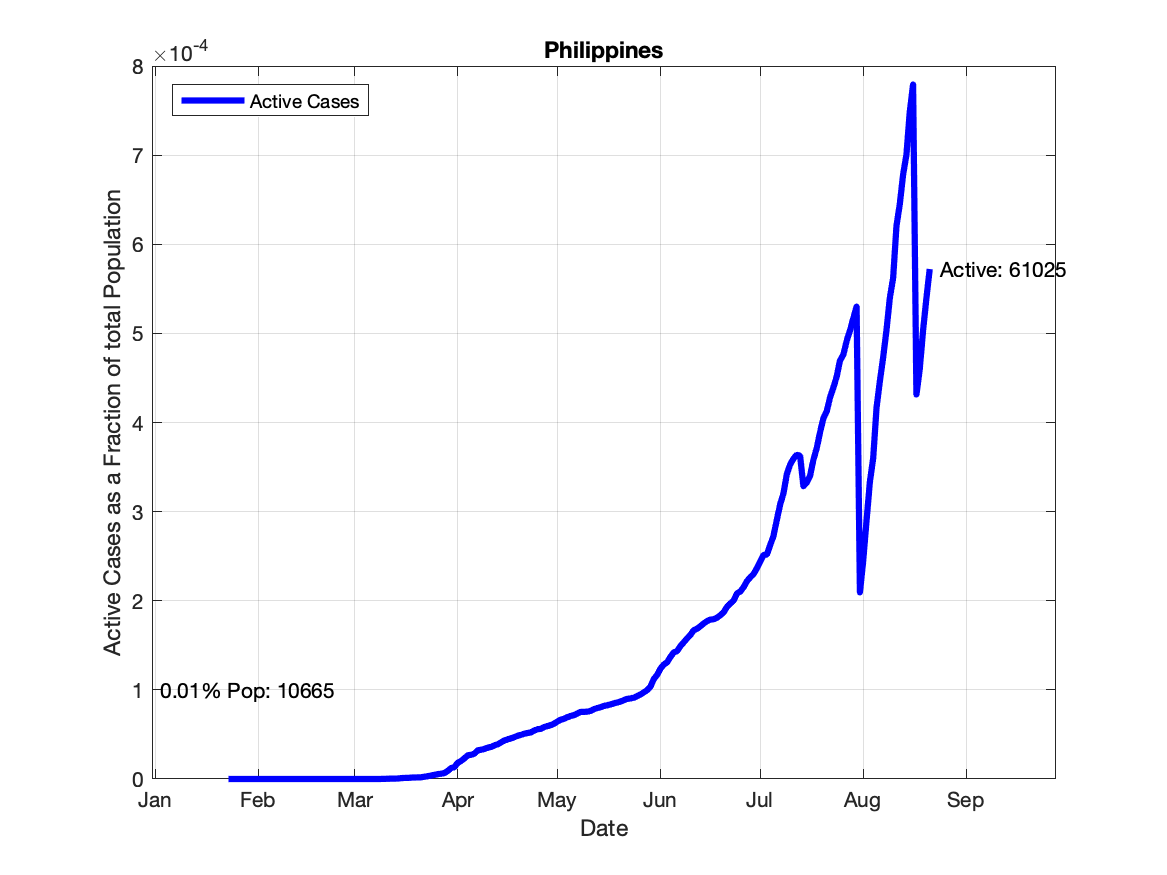 Philippines
×10-4
8
7
6
5
4
3
2
1
0
Active Cases
Active Cases as a Fraction of total Population
Active: 61025
0.01% Pop: 10665
Jan Feb Mar Apr May Jun Jul Aug Sep
Date